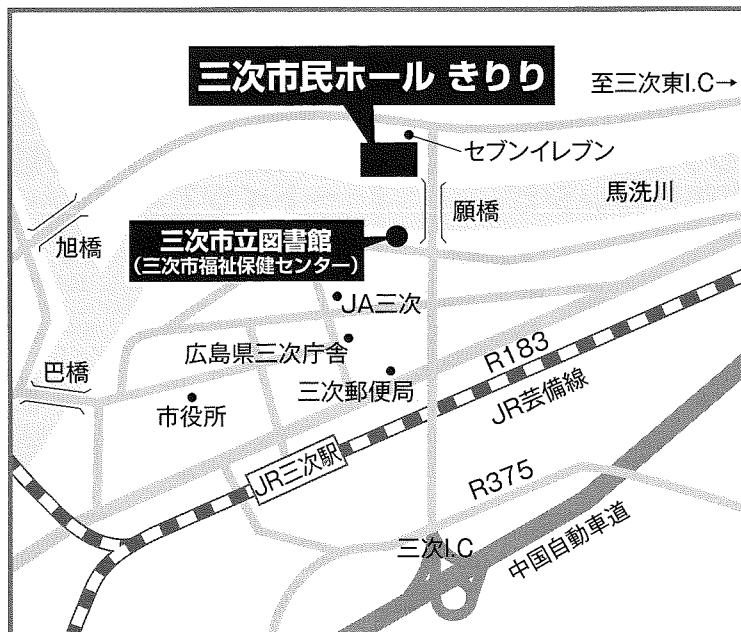 三次市民ホール きりり
至三次東I.C→
セブンイレブン
馬洗川
願橋
旭橋
三次市立図書館
(三次市福祉保健センター)
JA三次
広島県三次庁舎
R183
巴橋
三次郵便局
JR芸備線
市役所
JR三次駅
R375
三次I.C
中国自動車道